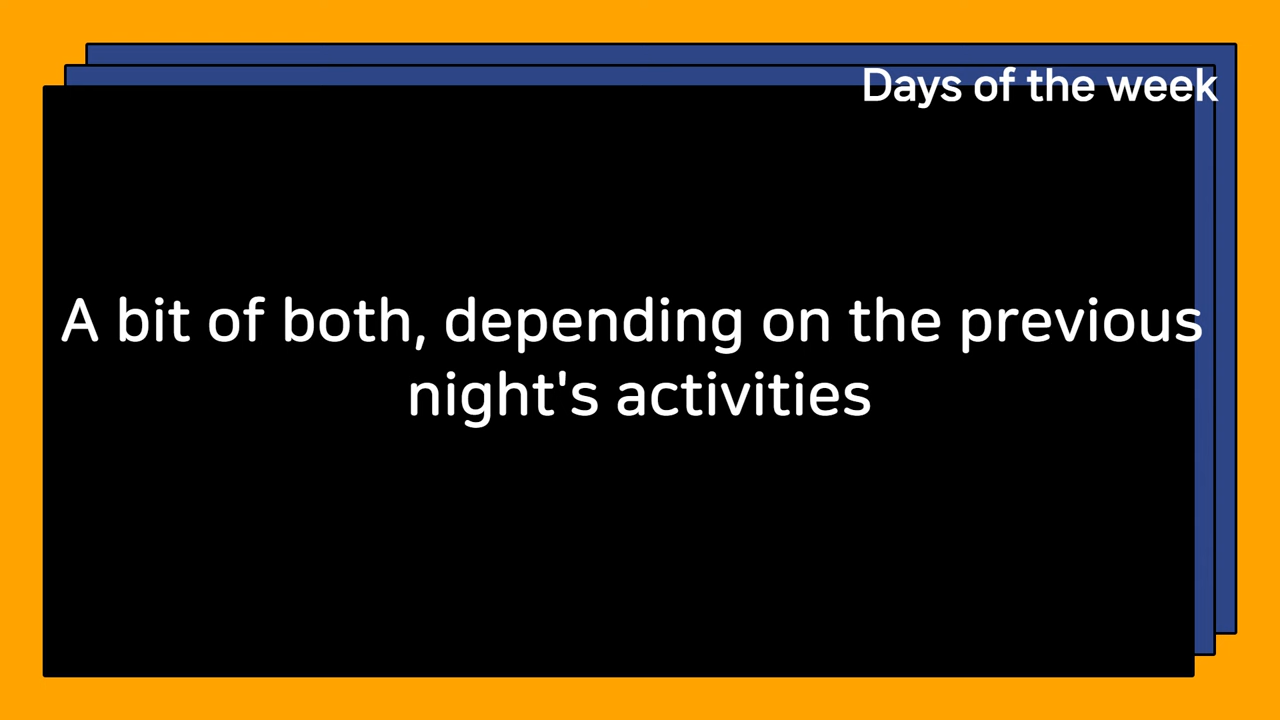 Days of the week
A bit of both, depending on the previous
night's activities